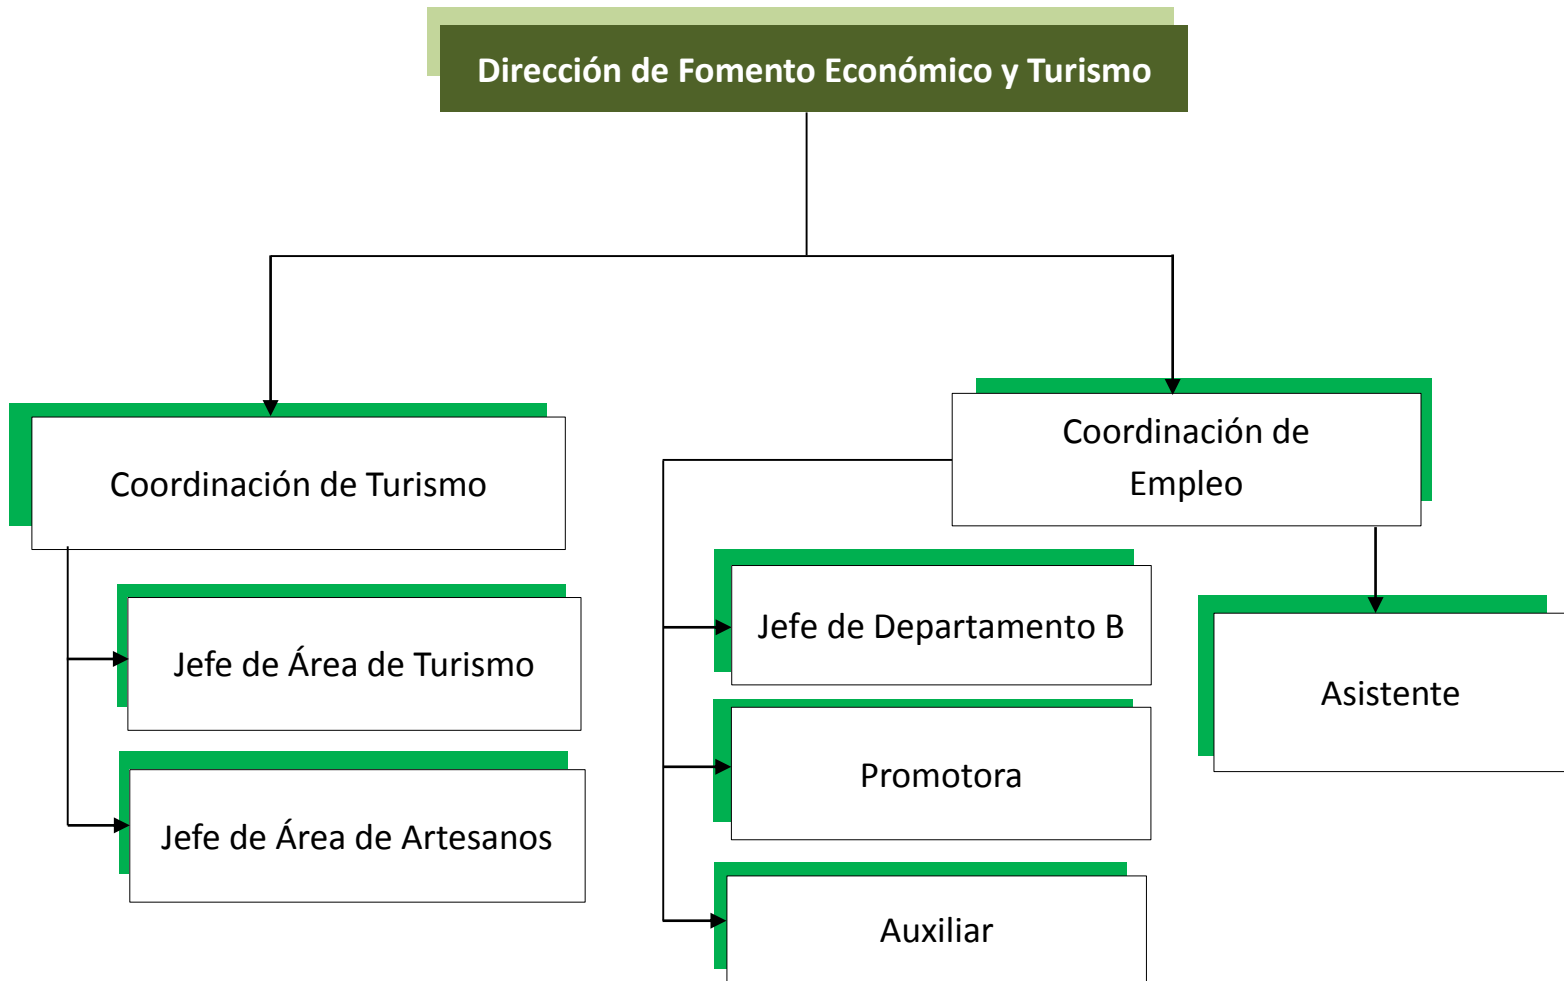 Dirección de Fomento Económico y Turismo
Coordinación de Turismo
Jefe de Área de Turismo
Jefe de Área de Artesanos
Coordinación de
Empleo
Jefe de Departamento B
Promotora
Auxiliar
Asistente